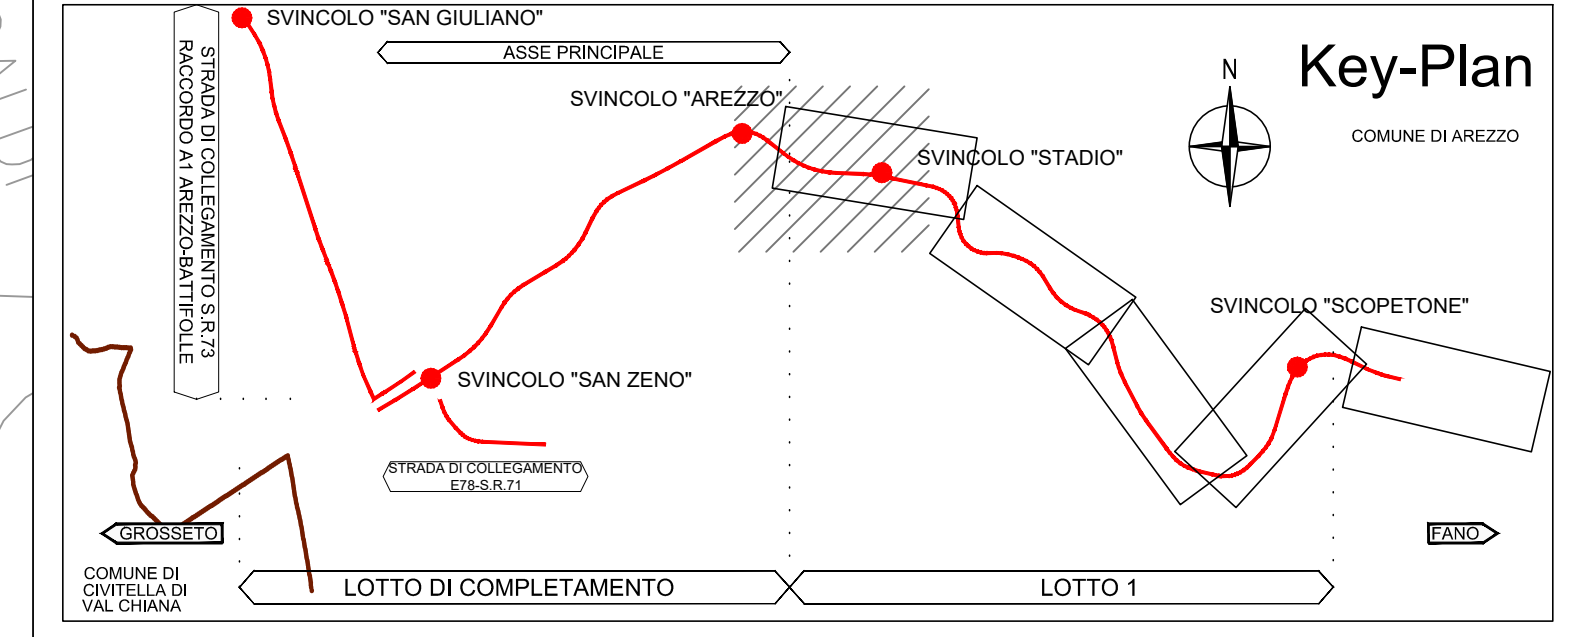 SVINCOLO "SAN GIULIANO"
STRADA DI COLLEGAMENTO S.R.73
RACCORDO A1 AREZZO-BATTIFOLLE
ASSE PRINCIPALE
Key-Plan
N
SVINCOLO "AREZZO"
COMUNE DI AREZZO
SVINCOLO "STADIO"
SVINCOLO "SCOPETONE"
SVINCOLO "SAN ZENO"
STRADA DI COLLEGAMENTO
E78-S.R.71
GROSSETO
FANO
COMUNE DI
CIVITELLA DI
VAL CHIANA
LOTTO DI COMPLETAMENTO
LOTTO 1